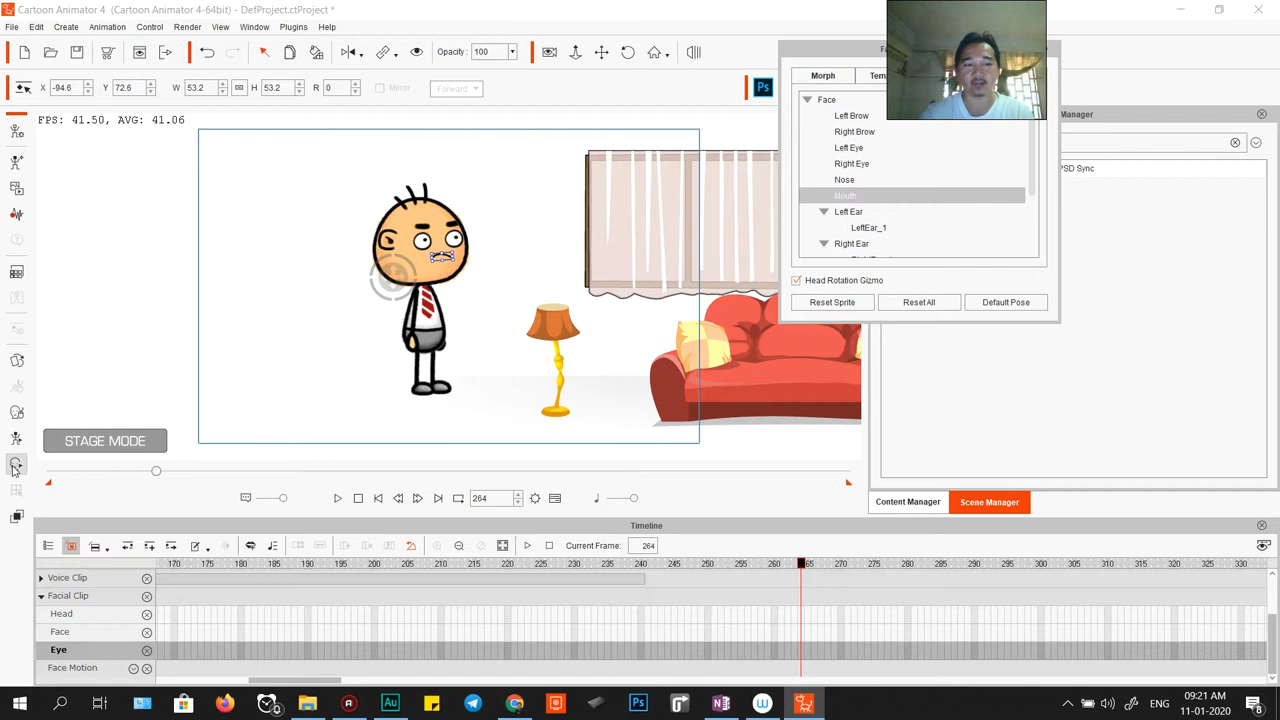 Cartoon Animator 4 (Cartoon Animator 4-64bit) - DefProject.ctProject *
File Edit Animation Control Render View Window Plugins Help
Opacity: 100
X -94.6 Y 72.6 W 53.2 H 53.2 R 0 Mirror Forward
Ps
FPS: 41.50, AVG: 41.06
Morph
Face
Left Brow
Right Brow
Left Eye
Right Eye
Nose
Mouth
Left Ear
LeftEar_1
Right Ear
Head Rotation Gizmo
Reset Sprite Reset All Default Pose
Manager
PSD Sync
STAGE MODE
264
Content Manager Scene Manager
Timeline
Current Frame: 264
170 175 180 185 190 195 200 205 210 215 220 225 230 235 240 245 250 255 260 265 270 275 280 285 290 295 300 305 310 315 320 325 330
Voice Clip
Facial Clip
Head
Face
Eye
Face Motion
Au Ps N W
ENG 09:21 AM
11-01-2020 8